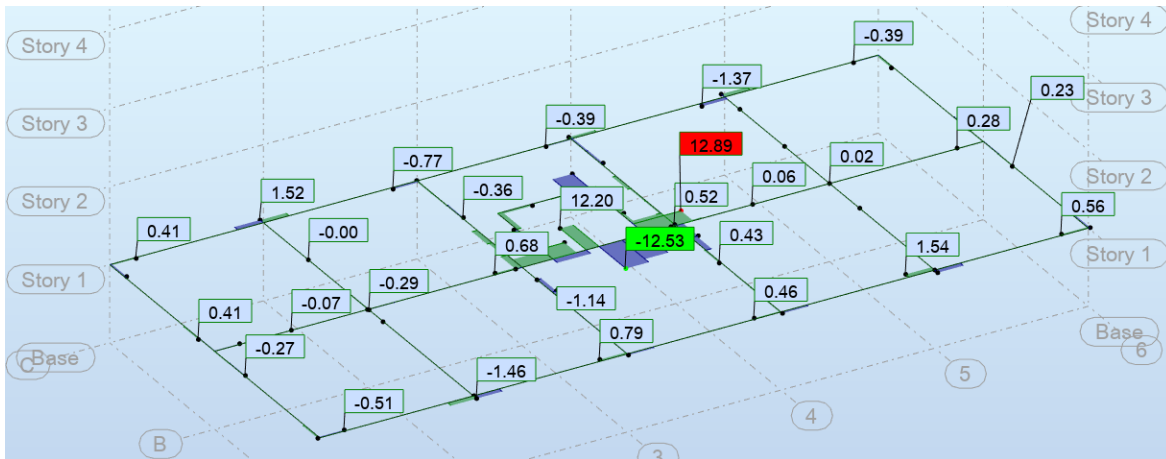 Story 4
Story 4
-0.39
-1.37
0.23
Story 3
Story 3
-0.39
0.28
12.89
-0.77
0.02
Story 2
Story 2
1.52
-0.36
12.20
0.52
0.06
0.56
0.41
-0.00
0.68
-12.53
0.43
1.54
Story 1
Story 1
-0.29
-0.07
-1.14
0.46
0.41
0.79
Base
Base
C
-0.27
6
-1.46
5
-0.51
4
B
3